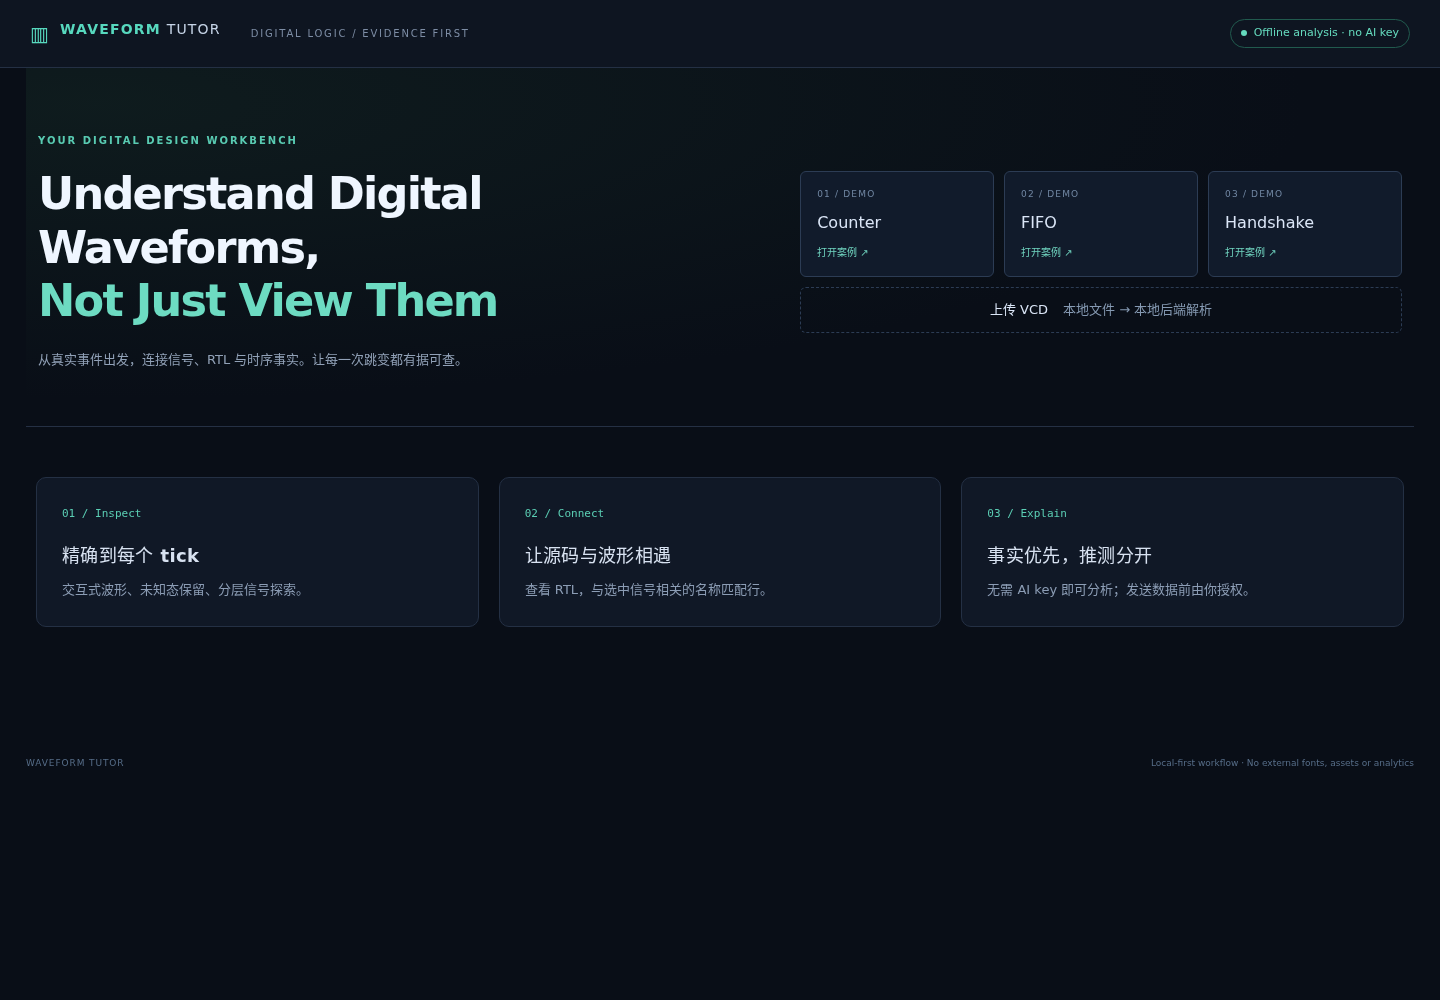 WAVEFORM TUTOR
DIGITAL LOGIC / EVIDENCE FIRST
Offline analysis · no AI key
YOUR DIGITAL DESIGN WORKBENCH
Understand Digital
Waveforms,
Not Just View Them
从真实事件出发，连接信号、RTL 与时序事实。让每一次跳变都有据可查。
01 / DEMO
Counter
打开案例 ↗
02 / DEMO
FIFO
打开案例 ↗
03 / DEMO
Handshake
打开案例 ↗
上传 VCD 本地文件 → 本地后端解析
01 / Inspect
精确到每个 tick
交互式波形、未知态保留、分层信号探索。
02 / Connect
让源码与波形相遇
查看 RTL，与选中信号相关的名称匹配行。
03 / Explain
事实优先，推测分开
无需 AI key 即可分析；发送数据前由你授权。
WAVEFORM TUTOR
Local-first workflow · No external fonts, assets or analytics